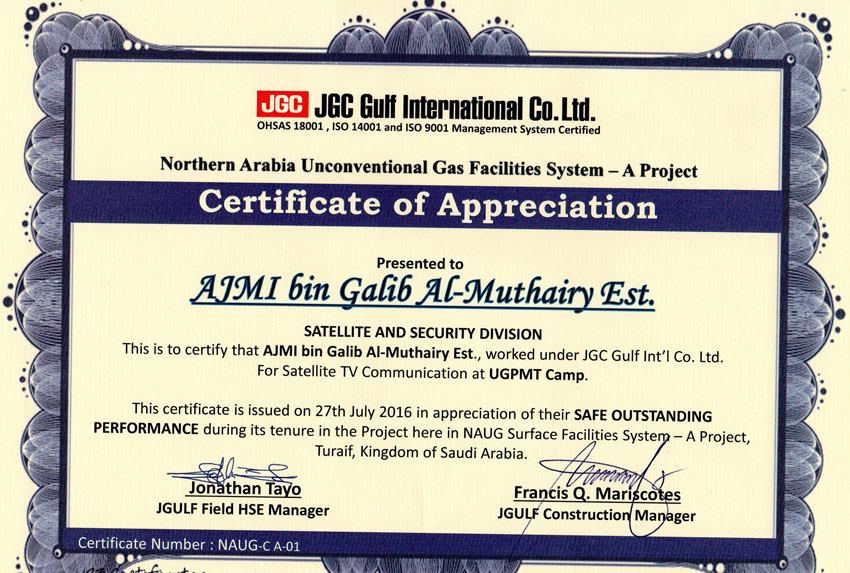 JGC JGC Gulf International Co. Ltd.
OHSAS 18001 , ISO 14001 and ISO 9001 Management System Certified
Northern Arabia Unconventional Gas Facilities System – A Project
Certificate of Appreciation
Presented to
AJMI bin Galib Al-Muthairy Est.
SATELLITE AND SECURITY DIVISION
This is to certify that AJMI bin Galib Al-Muthairy Est., worked under JGC Gulf Int'l Co. Ltd.
For Satellite TV Communication at UGPMT Camp.
This certificate is issued on 27th July 2016 in appreciation of their SAFE OUTSTANDING
PERFORMANCE during its tenure in the Project here in NAUG Surface Facilities System – A Project,
Turaif, Kingdom of Saudi Arabia.
Jonathan Tayo
JGULF Field HSE Manager
Francis Q. Mariscotes
JGULF Construction Manager
Certificate Number : NAUG-C A-01